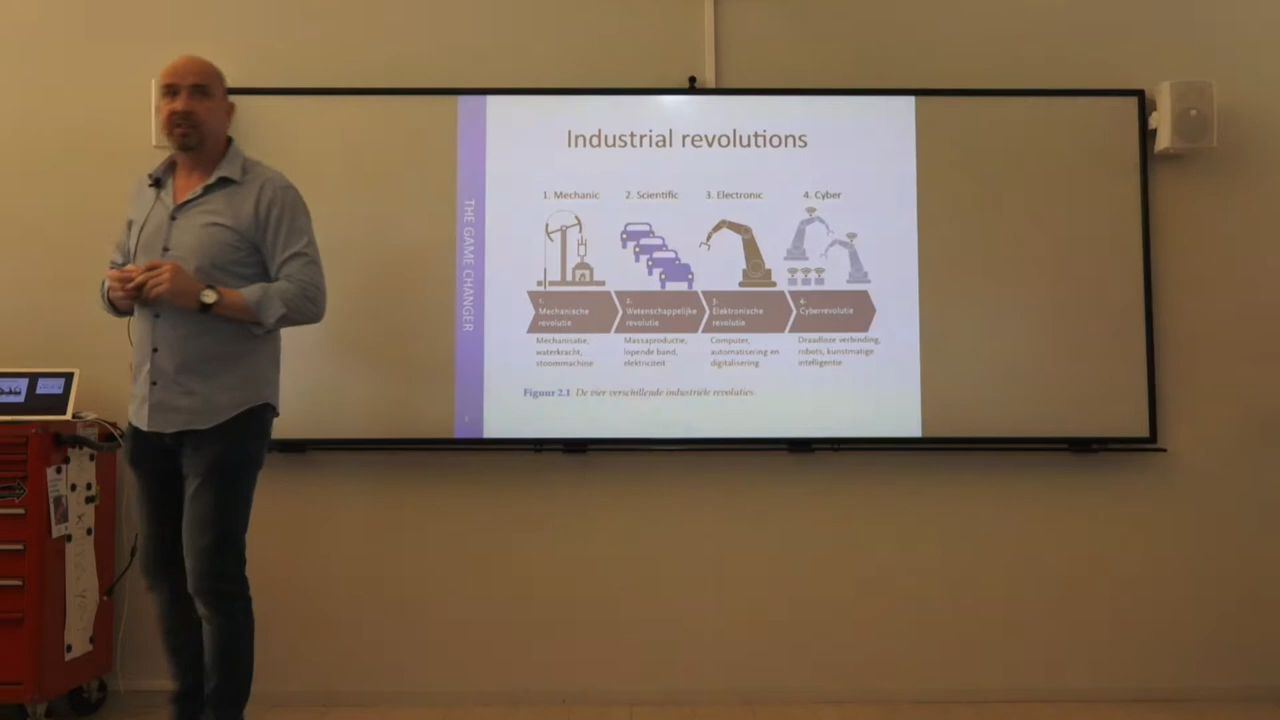 Industrial revolutions
1. Mechanic
2. Scientific
3. Electronic
4. Cyber
THE GAME CHANGER
1.
Mechanische
revolutie
2.
Wetenschappelijke
revolutie
3.
Elektronische
revolutie
4.
Cyberrevolutie
Mechanisatie,
waterkracht,
stoommachine
Massaproductie,
lopende band,
elektriciteit
Computer,
automatisering en
digitalisering
Draadloze verbinding,
robots, kunstmatige
intelligentie
Figuur 2.1 De vier verschillende industriële revoluties